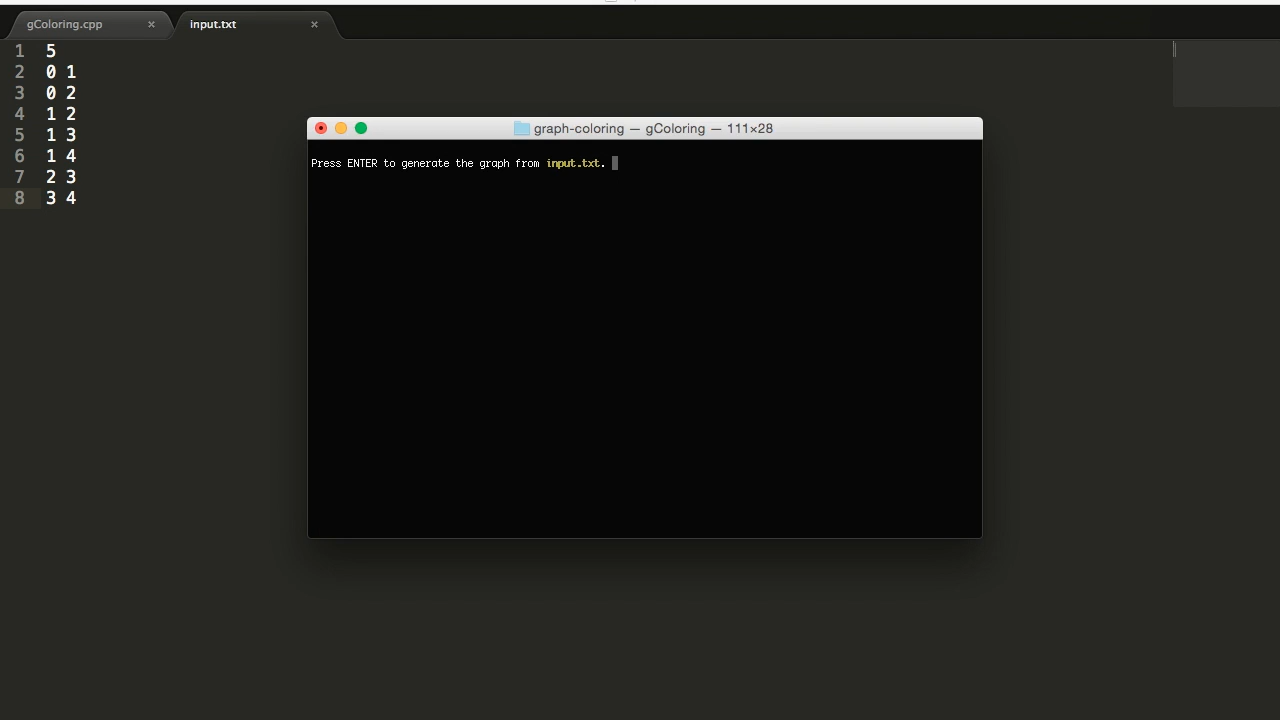 gColoring.cpp × input.txt ×
1 5
2 0 1
3 0 2
4 1 2
5 1 3
6 1 4
7 2 3
8 3 4
graph-coloring — gColoring — 111×28
Press ENTER to generate the graph from input.txt.